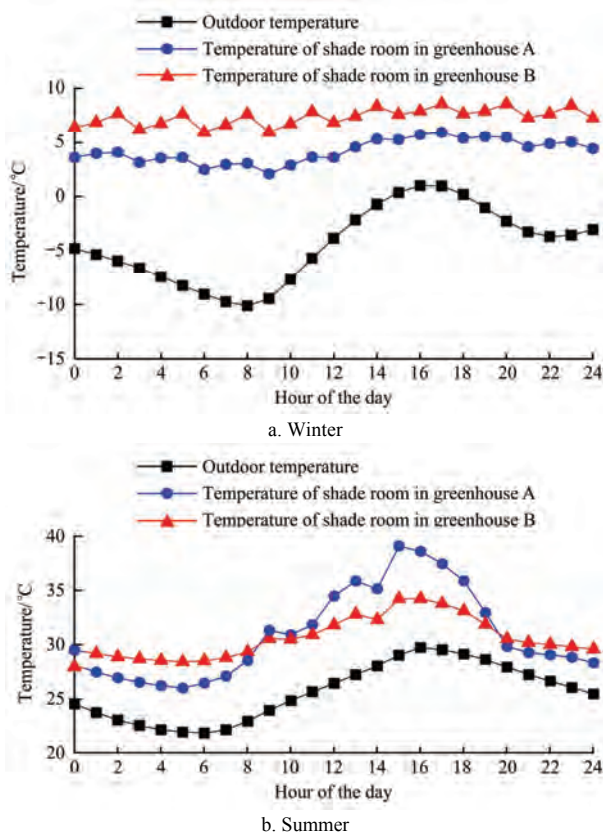 Outdoor temperature
Temperature of shade room in greenhouse A
Temperature of shade room in greenhouse B
Temperature/°C
10
5
0
−5
−10
−15
0 2 4 6 8 10 12 14 16 18 20 22 24
Hour of the day
a. Winter
Outdoor temperature
Temperature of shade room in greenhouse A
Temperature of shade room in greenhouse B
Temperature/°C
40
35
30
25
20
0 2 4 6 8 10 12 14 16 18 20 22 24
Hour of the day
b. Summer